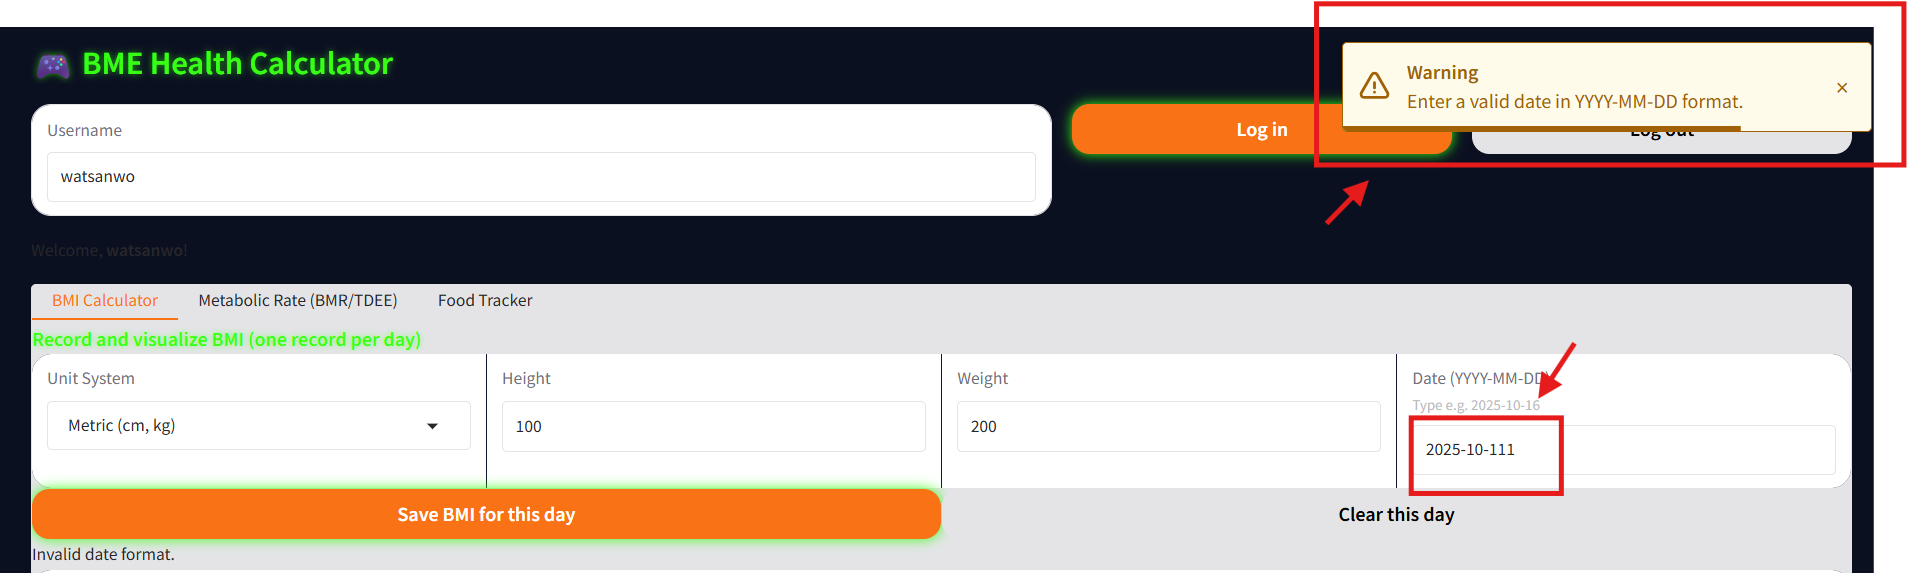 BME Health Calculator
Warning
Enter a valid date in YYYY-MM-DD format.
Username
Log in
Log out
watsanwo
Welcome, watsanwo!
BMI Calculator
Metabolic Rate (BMR/TDEE)
Food Tracker
Record and visualize BMI (one record per day)
Unit System
Metric (cm, kg)
Height
100
Weight
200
Date (YYYY-MM-DD)
Type e.g. 2025-10-16
2025-10-111
Save BMI for this day
Clear this day
Invalid date format.